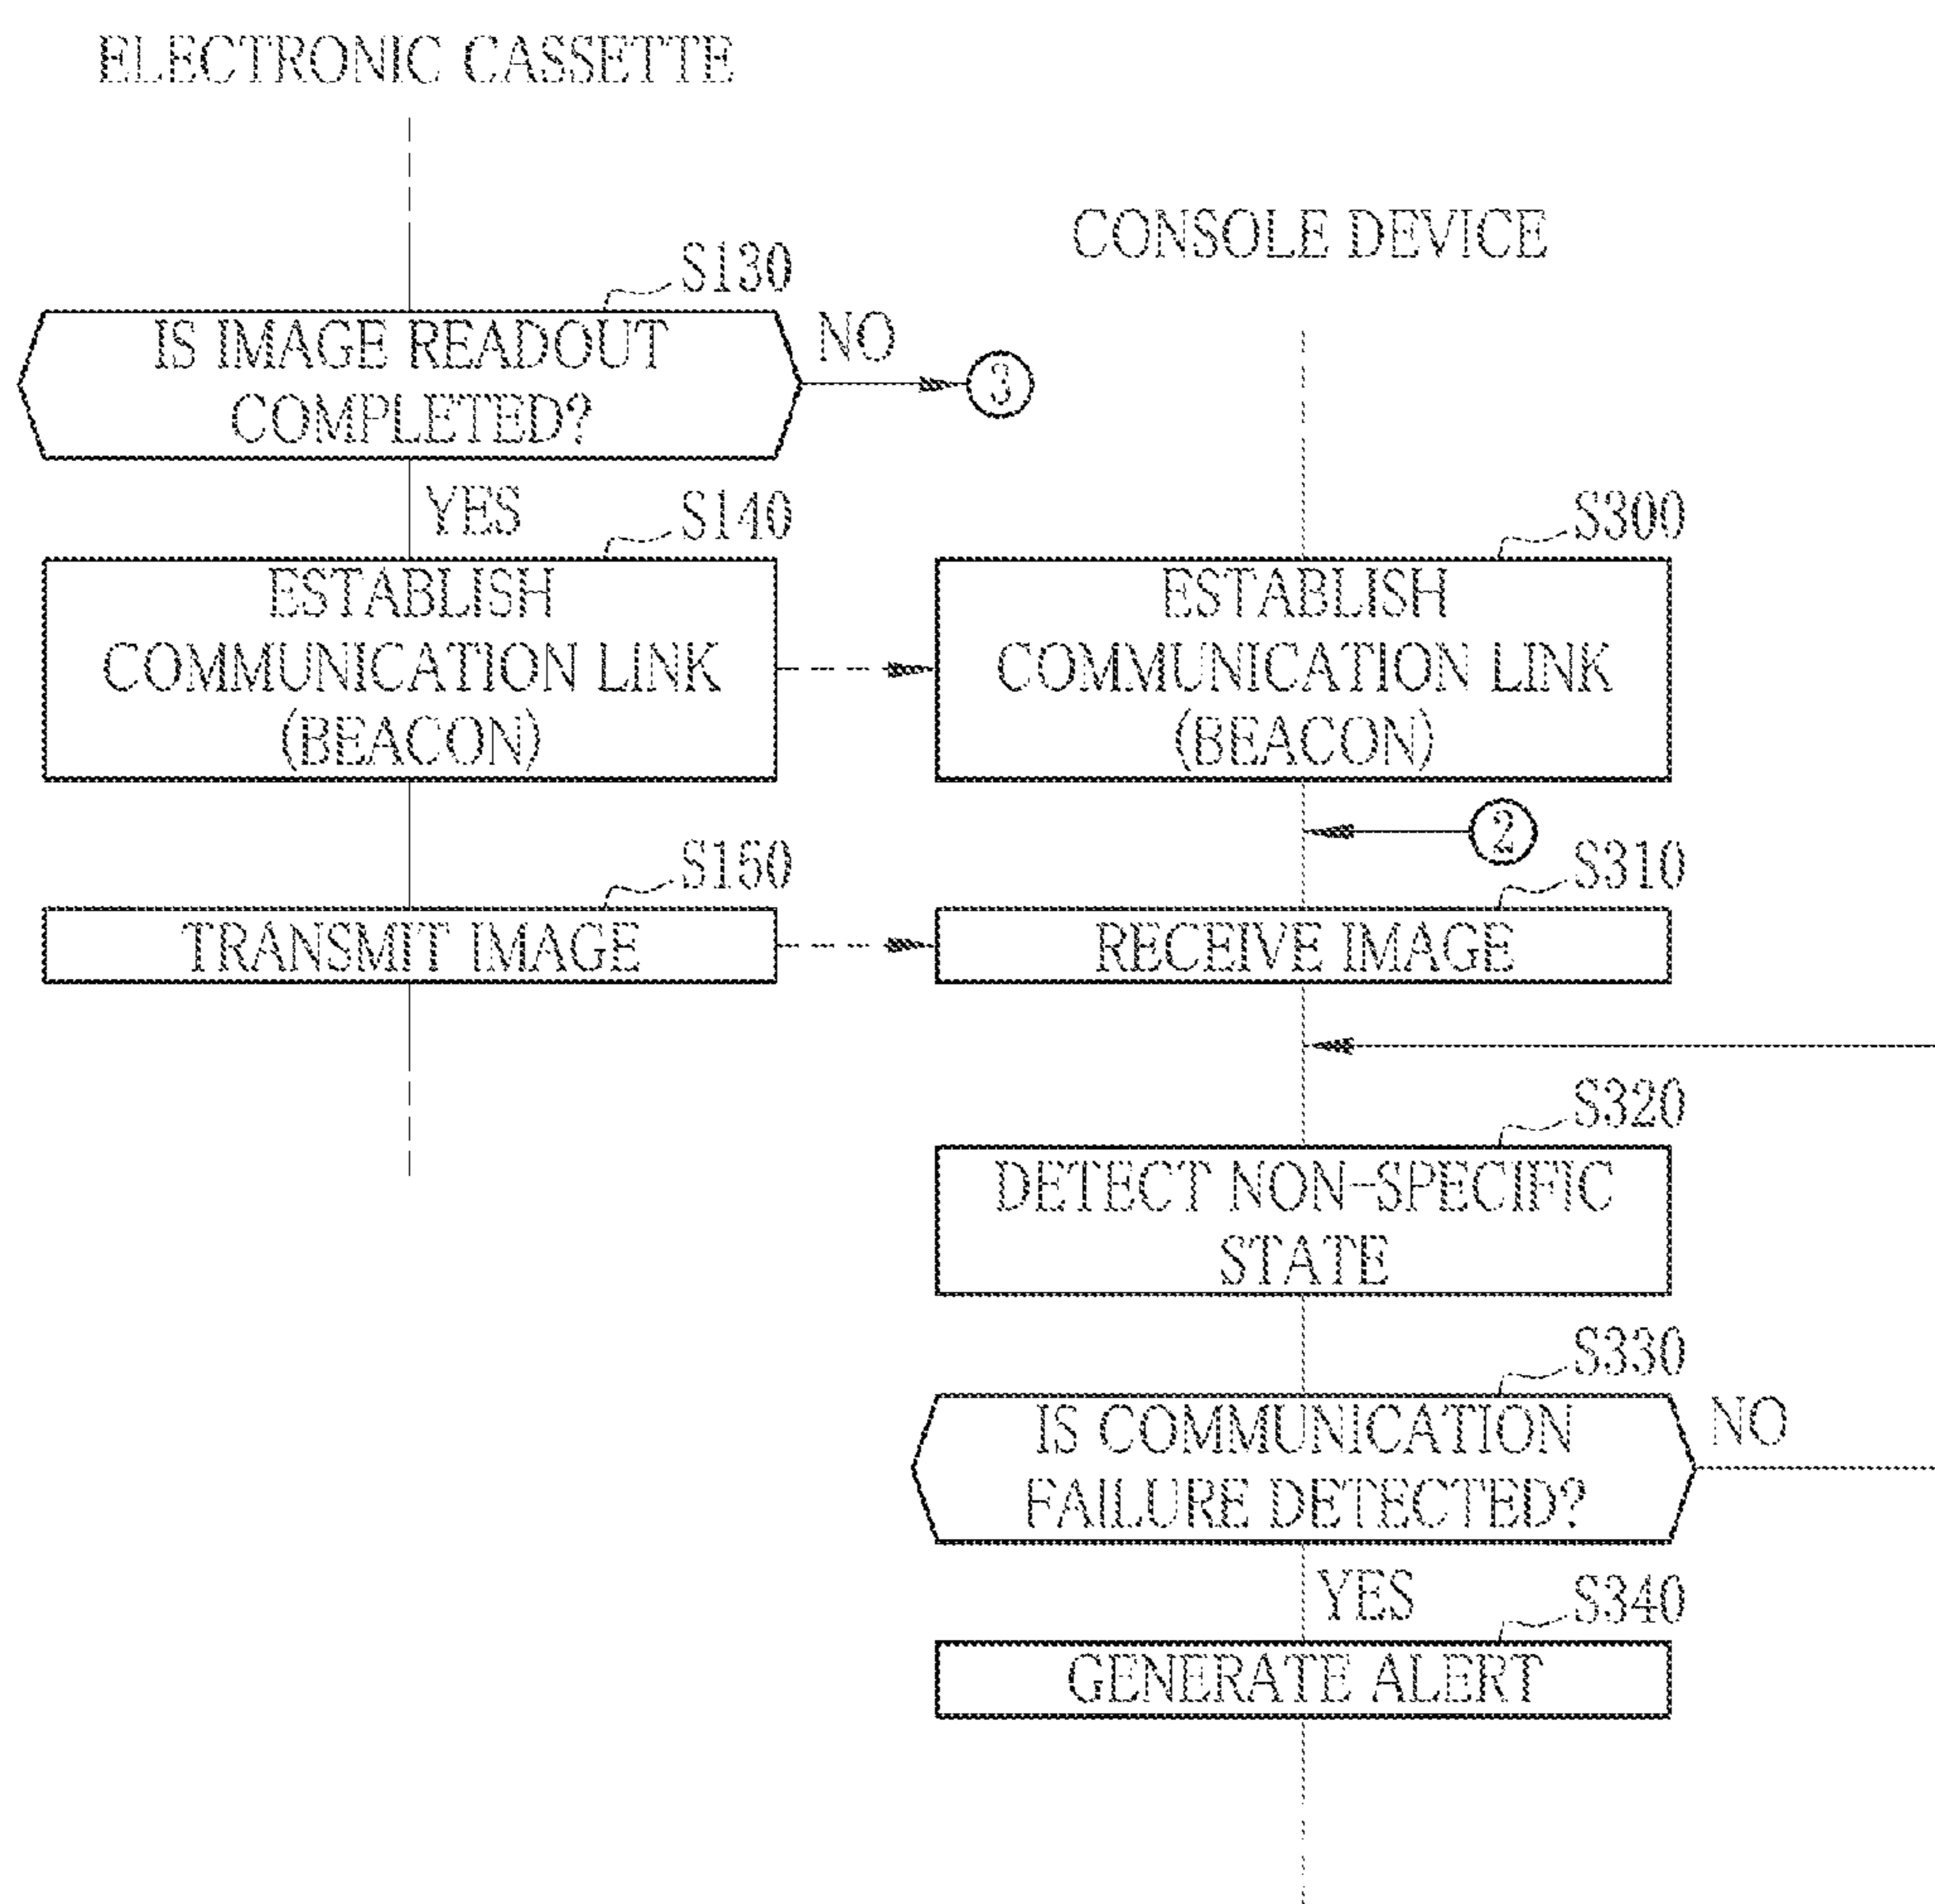 ELECTRONIC CASSETTE
CONSOLE DEVICE
S130
IS IMAGE READOUT
COMPLETED?
NO
3
YES
S140
ESTABLISH
COMMUNICATION LINK
(BEACON)
S300
ESTABLISH
COMMUNICATION LINK
(BEACON)
2
S150
TRANSMIT IMAGE
S310
RECEIVE IMAGE
S320
DETECT NON-SPECIFIC
STATE
S330
IS COMMUNICATION
FAILURE DETECTED?
NO
YES
S340
GENERATE ALERT